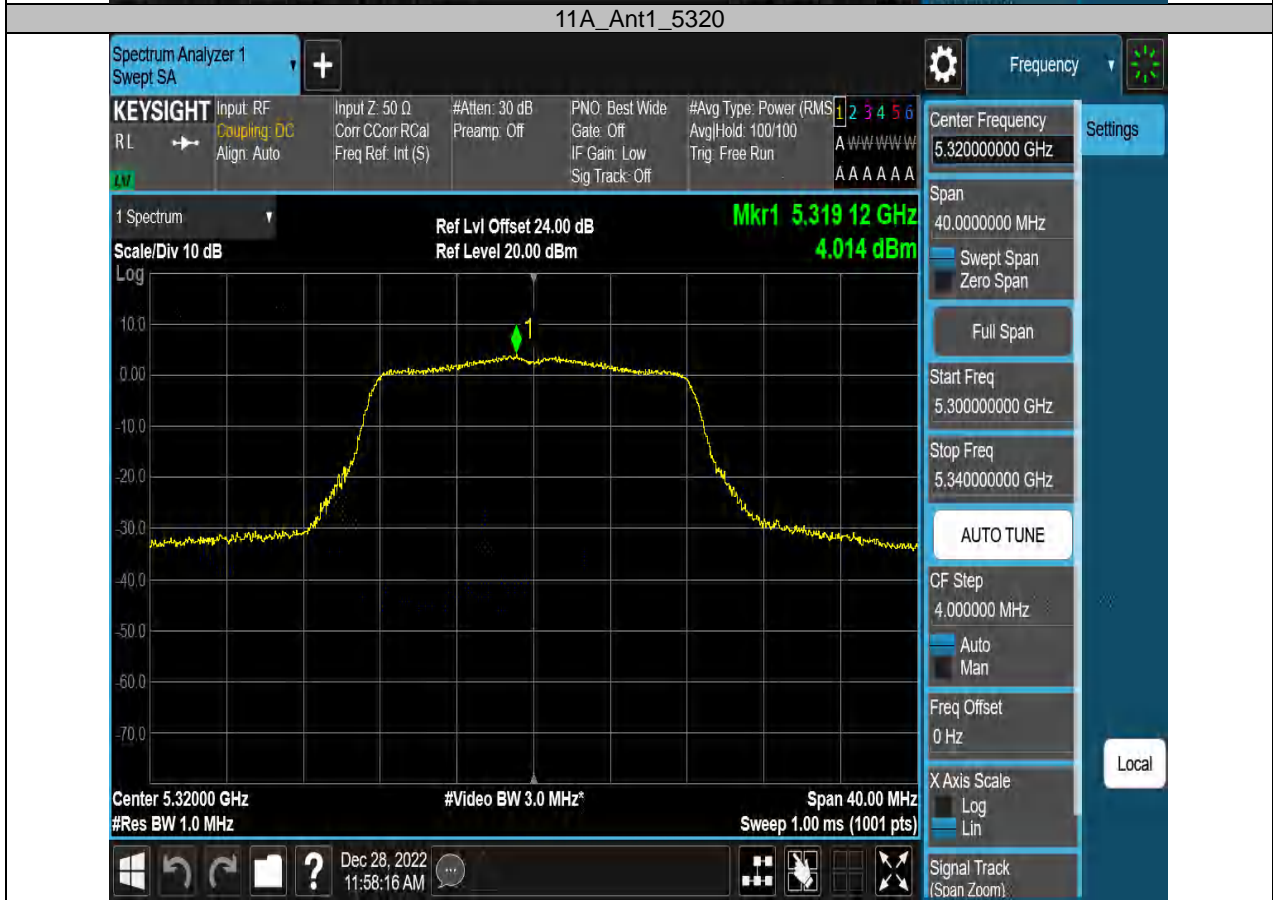 11A_Ant1_5320
Spectrum Analyzer 1
Swept SA
Frequency
KEYSIGHT
RL
Input: RF
Coupling: DC
Align: Auto
Input Z: 50 Ω
Corr CCorr RCal
Freq Ref: Int (S)
#Atten: 30 dB
Preamp: Off
PNO: Best Wide
Gate: Off
IF Gain: Low
Sig Track: Off
#Avg Type: Power (RMS
Avg|Hold: 100/100
Trig: Free Run
1 2 3 4 5 6
A W W W W W
A A A A A A
1 Spectrum
Scale/Div 10 dB
Ref Lvl Offset 24.00 dB
Ref Level 20.00 dBm
Mkr1 5.319 12 GHz
4.014 dBm
Log
10.0
0.00
-10.0
-20.0
-30.0
-40.0
-50.0
-60.0
-70.0
1
Center 5.32000 GHz
#Res BW 1.0 MHz
#Video BW 3.0 MHz*
Span 40.00 MHz
Sweep 1.00 ms (1001 pts)
Center Frequency
5.320000000 GHz
Settings
Span
40.0000000 MHz
Swept Span
Zero Span
Full Span
Start Freq
5.300000000 GHz
Stop Freq
5.340000000 GHz
AUTO TUNE
CF Step
4.000000 MHz
Auto
Man
Freq Offset
0 Hz
X Axis Scale
Log
Lin
Local
Signal Track
(Span Zoom)
?
Dec 28, 2022
11:58:16 AM